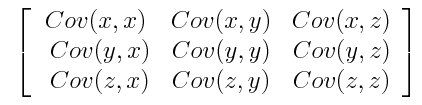 Cov(x, x) Cov(x, y) Cov(x, z)
Cov(y, x) Cov(y, y) Cov(y, z)
Cov(z, x) Cov(z, y) Cov(z, z)